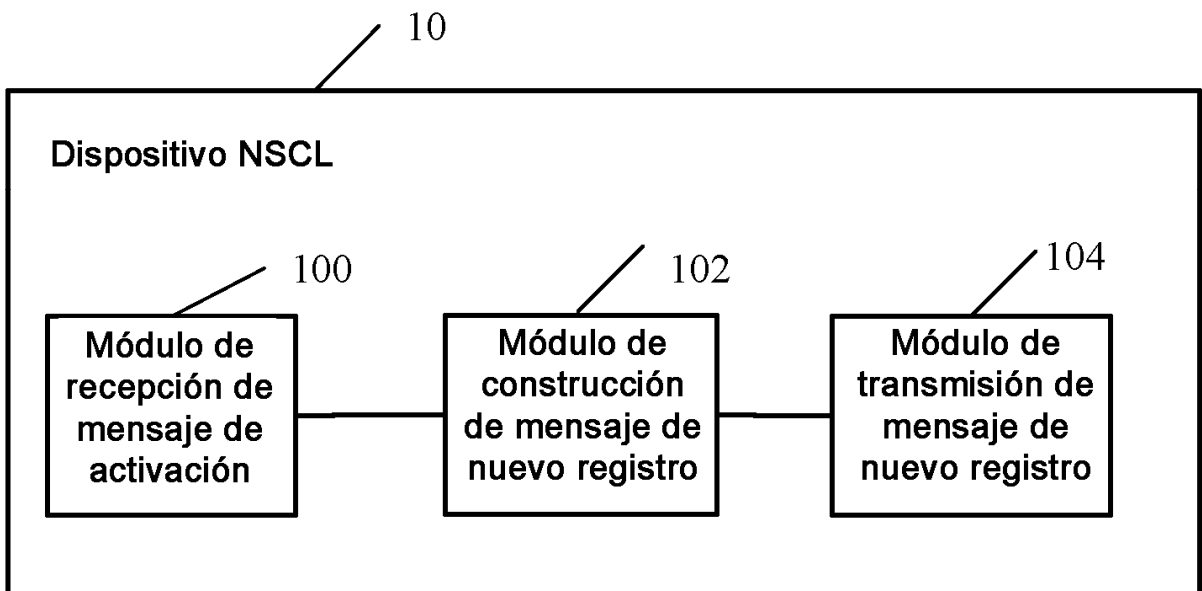 10
Dispositivo NSCL
100
102
104
Módulo de
recepción de
mensaje de
activación
Módulo de
construcción
de mensaje de
nuevo registro
Módulo de
transmisión de
mensaje de
nuevo registro